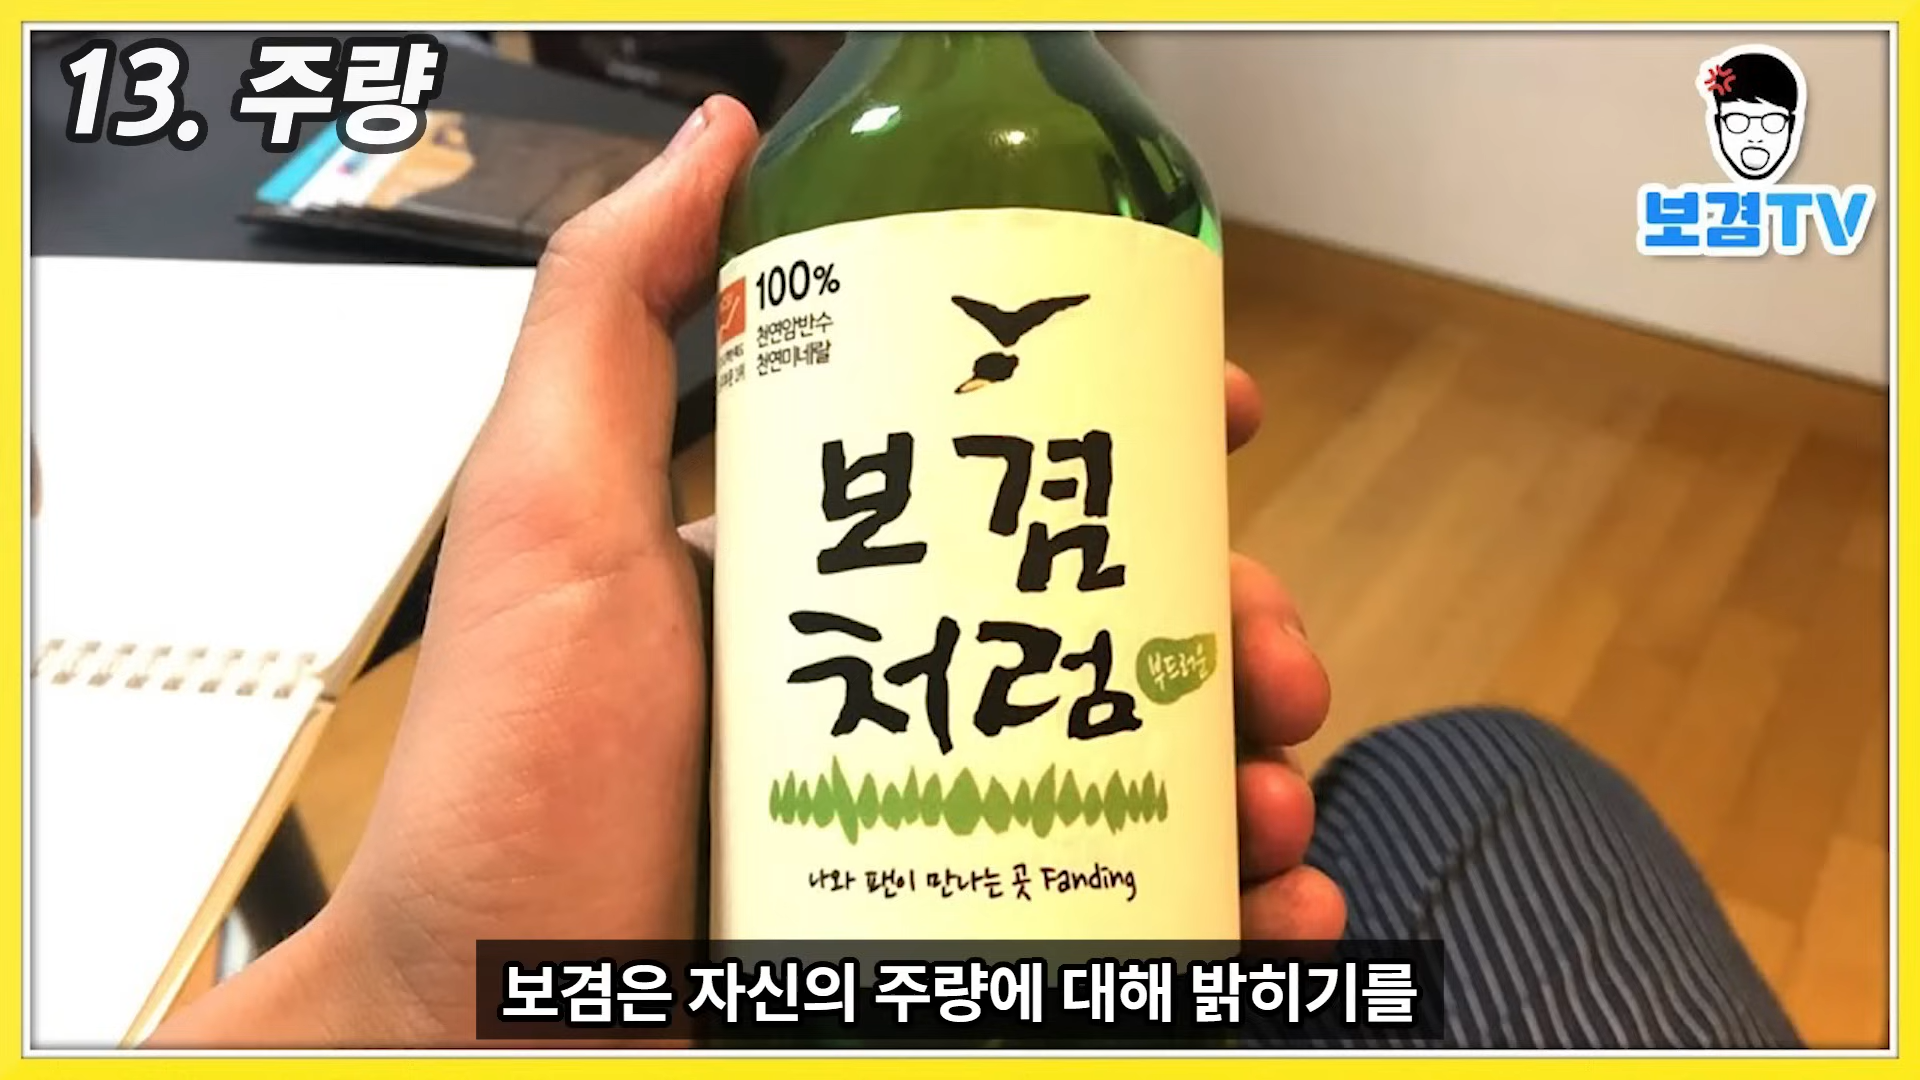 13. 주량
보겸TV
100%
천연암반수
천연미네랄
보겸
처럼
부드러운
나와 팬이 만나는 곳 Fanding
보겸은 자신의 주량에 대해 밝히기를